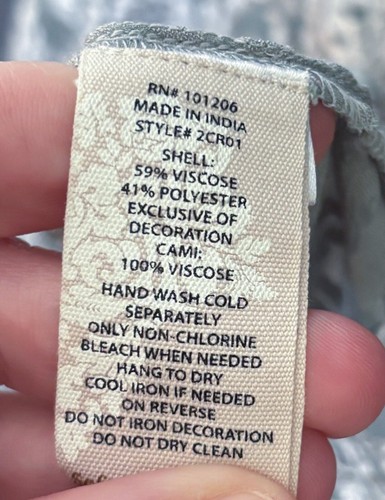 RN# 101206
MADE IN INDIA
STYLE# 2CR01
SHELL:
59% VISCOSE
41% POLYESTER
EXCLUSIVE OF
DECORATION
CAMI:
100% VISCOSE
HAND WASH COLD
SEPARATELY
ONLY NON-CHLORINE
BLEACH WHEN NEEDED
HANG TO DRY
COOL IRON IF NEEDED
ON REVERSE
DO NOT IRON DECORATION
DO NOT DRY CLEAN